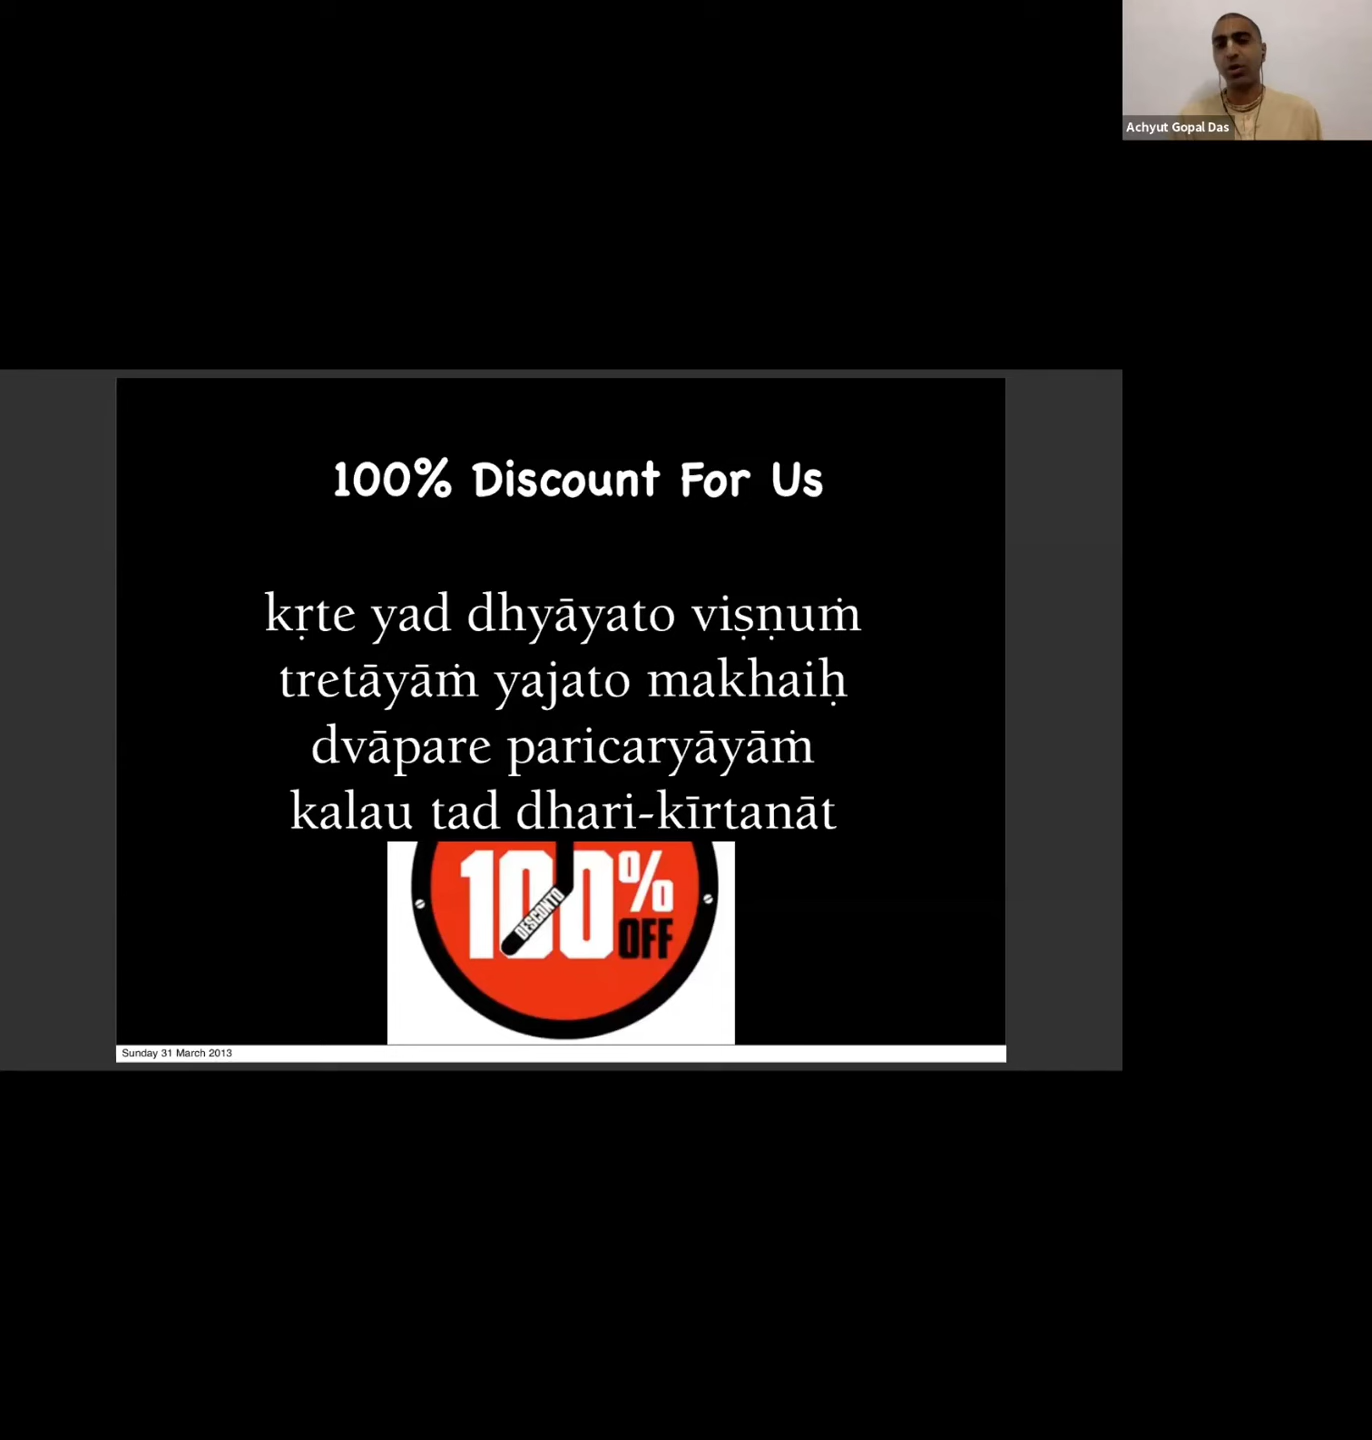 Achyut Gopal Das
100% Discount For Us
kṛte yad dhyāyato viṣṇuṁ
tretāyāṁ yajato makhaiḥ
dvāpare paricaryāyāṁ
kalau tad dhari-kīrtanāt
100%
DESCONTO
OFF
Sunday 31 March 2013